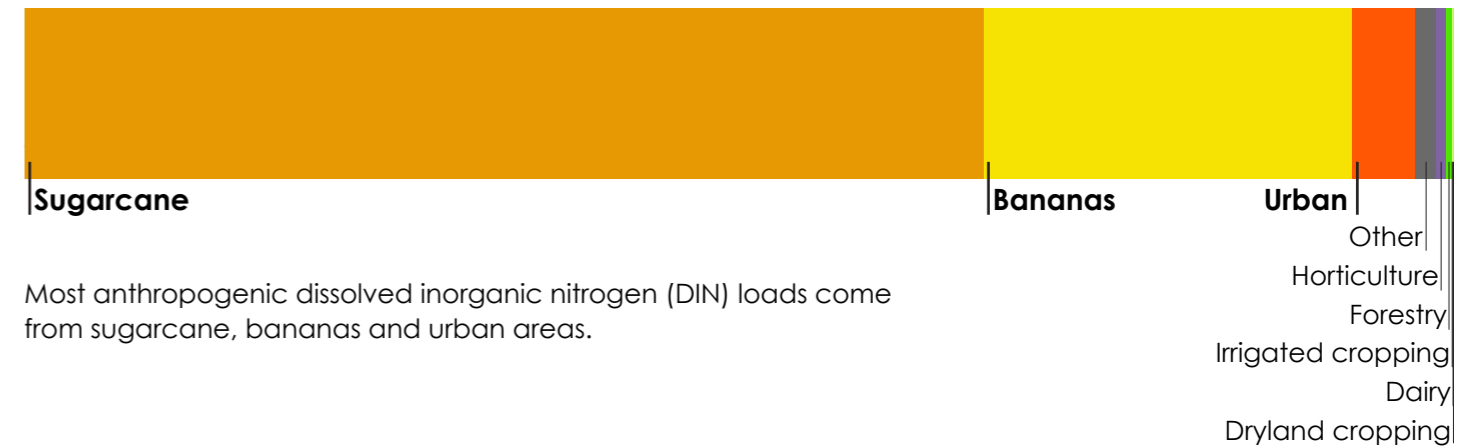 Sugarcane
Bananas
Urban
Other
Horticulture
Forestry
Irrigated cropping
Dairy
Dryland cropping
Most anthropogenic dissolved inorganic nitrogen (DIN) loads come
from sugarcane, bananas and urban areas.